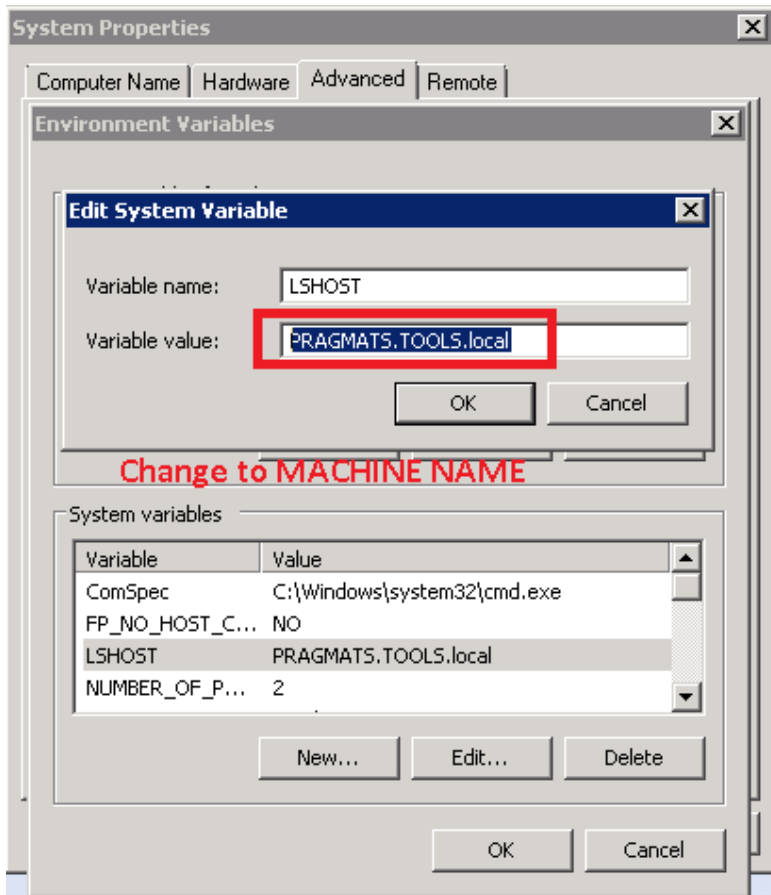 System Properties
Computer Name Hardware Advanced Remote
Environment Variables
Edit System Variable
Variable name: LSHOST
Variable value: PRAGMATS.TOOLS.local
OK Cancel
Change to MACHINE NAME
System variables
Variable Value
ComSpec C:\Windows\system32\cmd.exe
FP_NO_HOST_C... NO
LSHOST PRAGMATS.TOOLS.local
NUMBER_OF_P... 2
New... Edit... Delete
OK Cancel